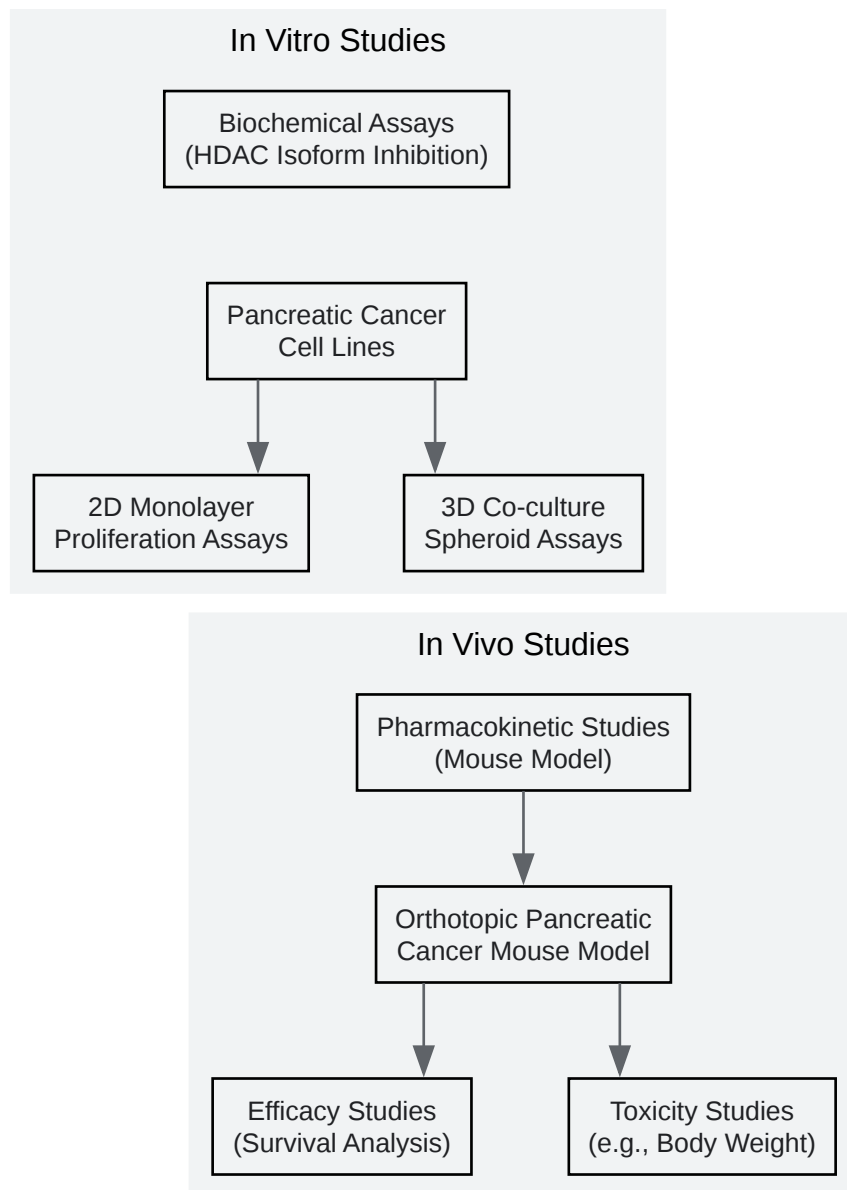 In Vitro Studies
Biochemical Assays
(HDAC Isoform Inhibition)
Pancreatic Cancer
Cell Lines
2D Monolayer
Proliferation Assays
3D Co-culture
Spheroid Assays
In Vivo Studies
Pharmacokinetic Studies
(Mouse Model)
Orthotopic Pancreatic
Cancer Mouse Model
Efficacy Studies
(Survival Analysis)
Toxicity Studies
(e.g., Body Weight)